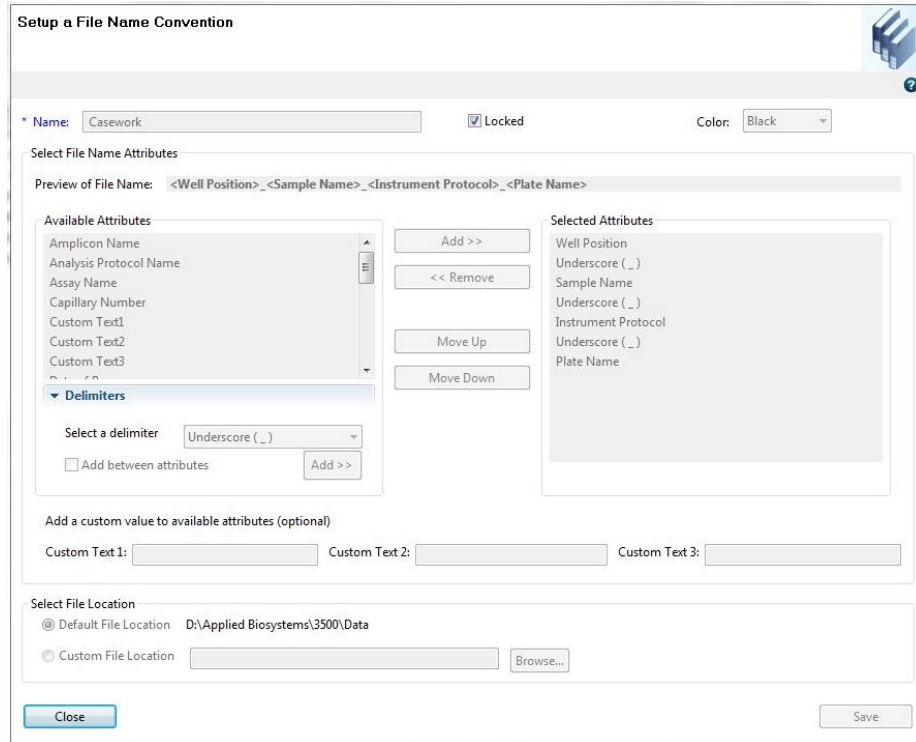 Setup a File Name Convention
?
* Name: Casework Locked Color: Black
Select File Name Attributes
Preview of File Name: <Well Position>_<Sample Name>_<Instrument Protocol>_<Plate Name>
Available Attributes
Amplicon Name
Analysis Protocol Name
Assay Name
Capillary Number
Custom Text1
Custom Text2
Custom Text3
Delimiters
Select a delimiter Underscore ( _ )
Add between attributes Add >>
Add >>
<< Remove
Move Up
Move Down
Selected Attributes
Well Position
Underscore ( _ )
Sample Name
Underscore ( _ )
Instrument Protocol
Underscore ( _ )
Plate Name
Add a custom value to available attributes (optional)
Custom Text 1: Custom Text 2: Custom Text 3:
Select File Location
Default File Location D:\Applied Biosystems\3500\Data
Custom File Location Browse...
Close Save